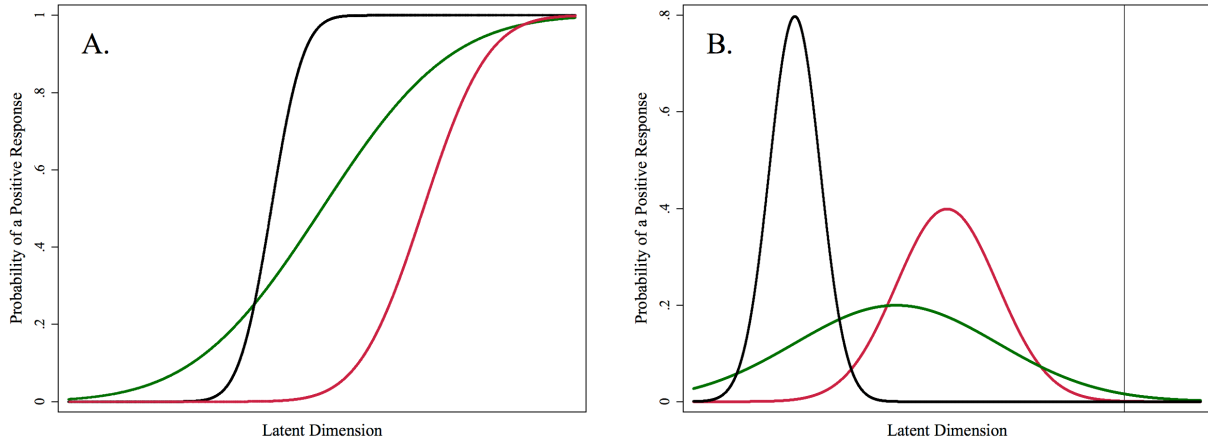 A.
Probability of a Positive Response
1
.8
.6
.4
.2
0
Latent Dimension
B.
Probability of a Positive Response
.8
.6
.4
.2
0
Latent Dimension